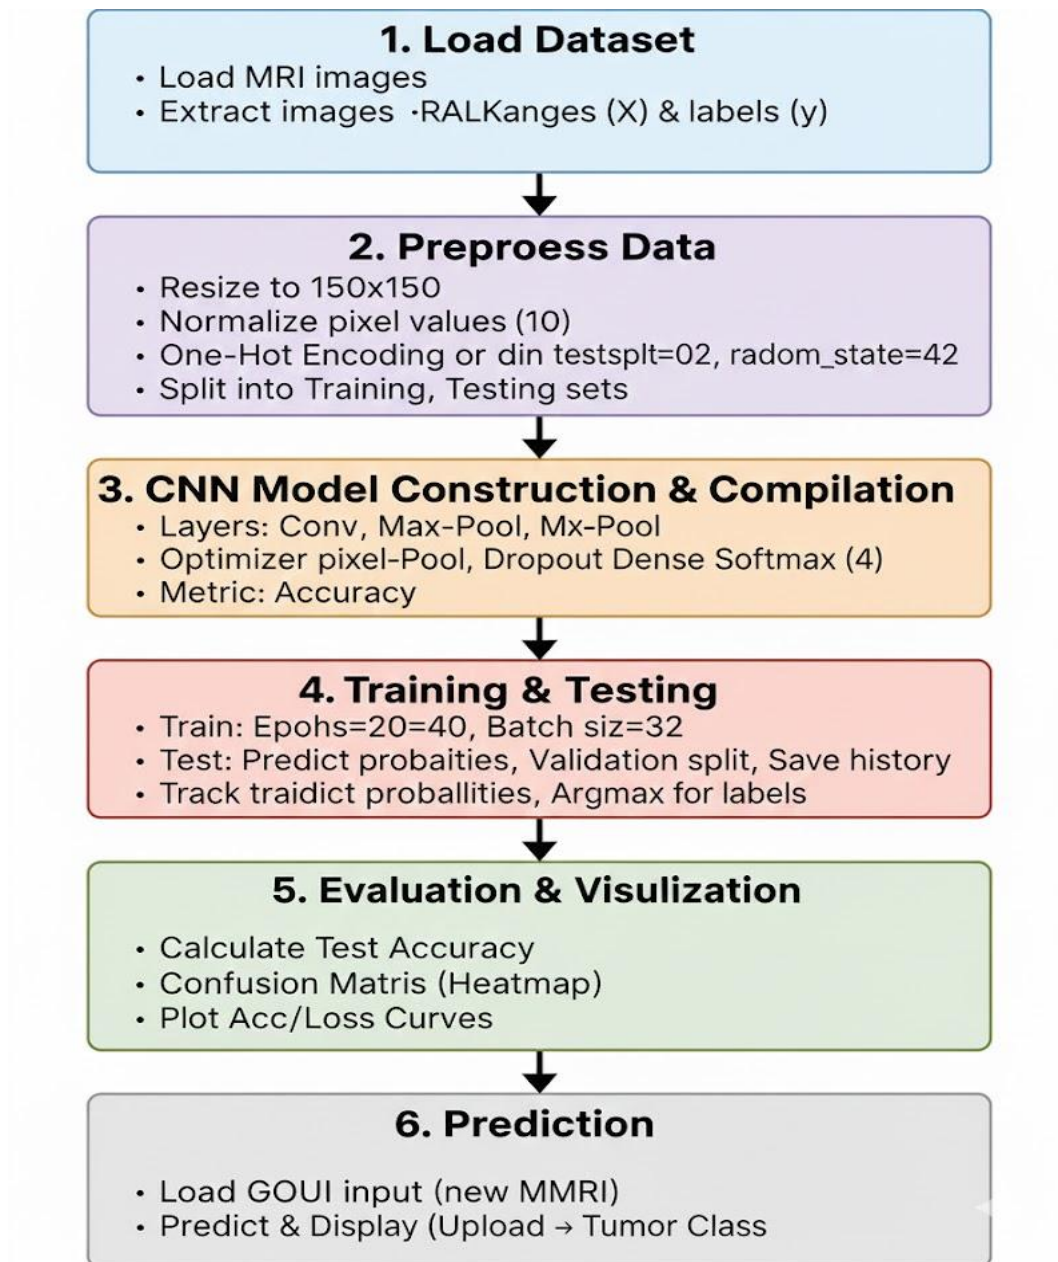 1. Load Dataset
• Load MRI images
• Extract images ·RALKanges (X) & labels (y)
2. Preproess Data
• Resize to 150x150
• Normalize pixel values (10)
• One-Hot Encoding or din testsplt=02, radom_state=42
• Split into Training, Testing sets
3. CNN Model Construction & Compilation
• Layers: Conv, Max-Pool, Mx-Pool
• Optimizer pixel-Pool, Dropout Dense Softmax (4)
• Metric: Accuracy
4. Training & Testing
• Train: Epohs=20=40, Batch siz=32
• Test: Predict probaities, Validation split, Save history
• Track traidict proballities, Argmax for labels
5. Evaluation & Visulization
• Calculate Test Accuracy
• Confusion Matris (Heatmap)
• Plot Acc/Loss Curves
6. Prediction
• Load GOUI input (new MMRI)
• Predict & Display (Upload → Tumor Class